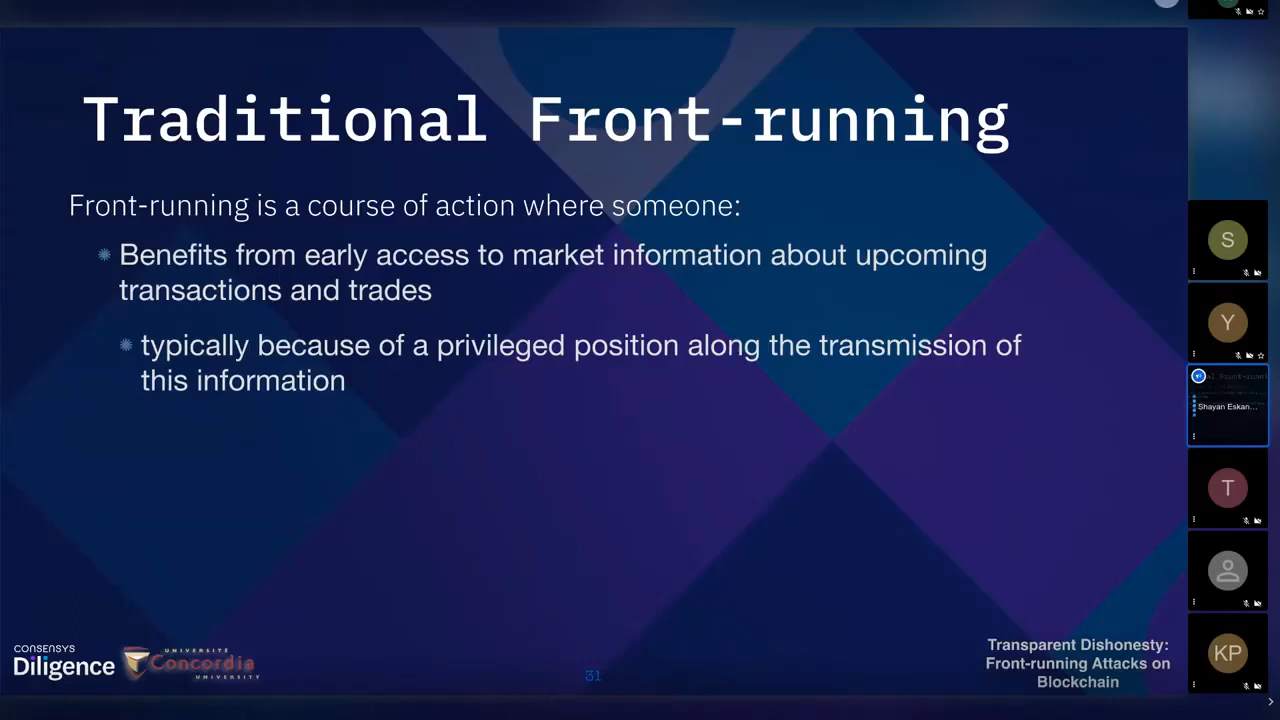 Traditional Front-running
Front-running is a course of action where someone:
Benefits from early access to market information about upcoming
transactions and trades
typically because of a privileged position along the transmission of
this information
CONSENSYS
Diligence
UNIVERSITÉ
Concordia
UNIVERSITY
31
Transparent Dishonesty:
Front-running Attacks on
Blockchain
S
Y
Shayan Eskan...
T
KP